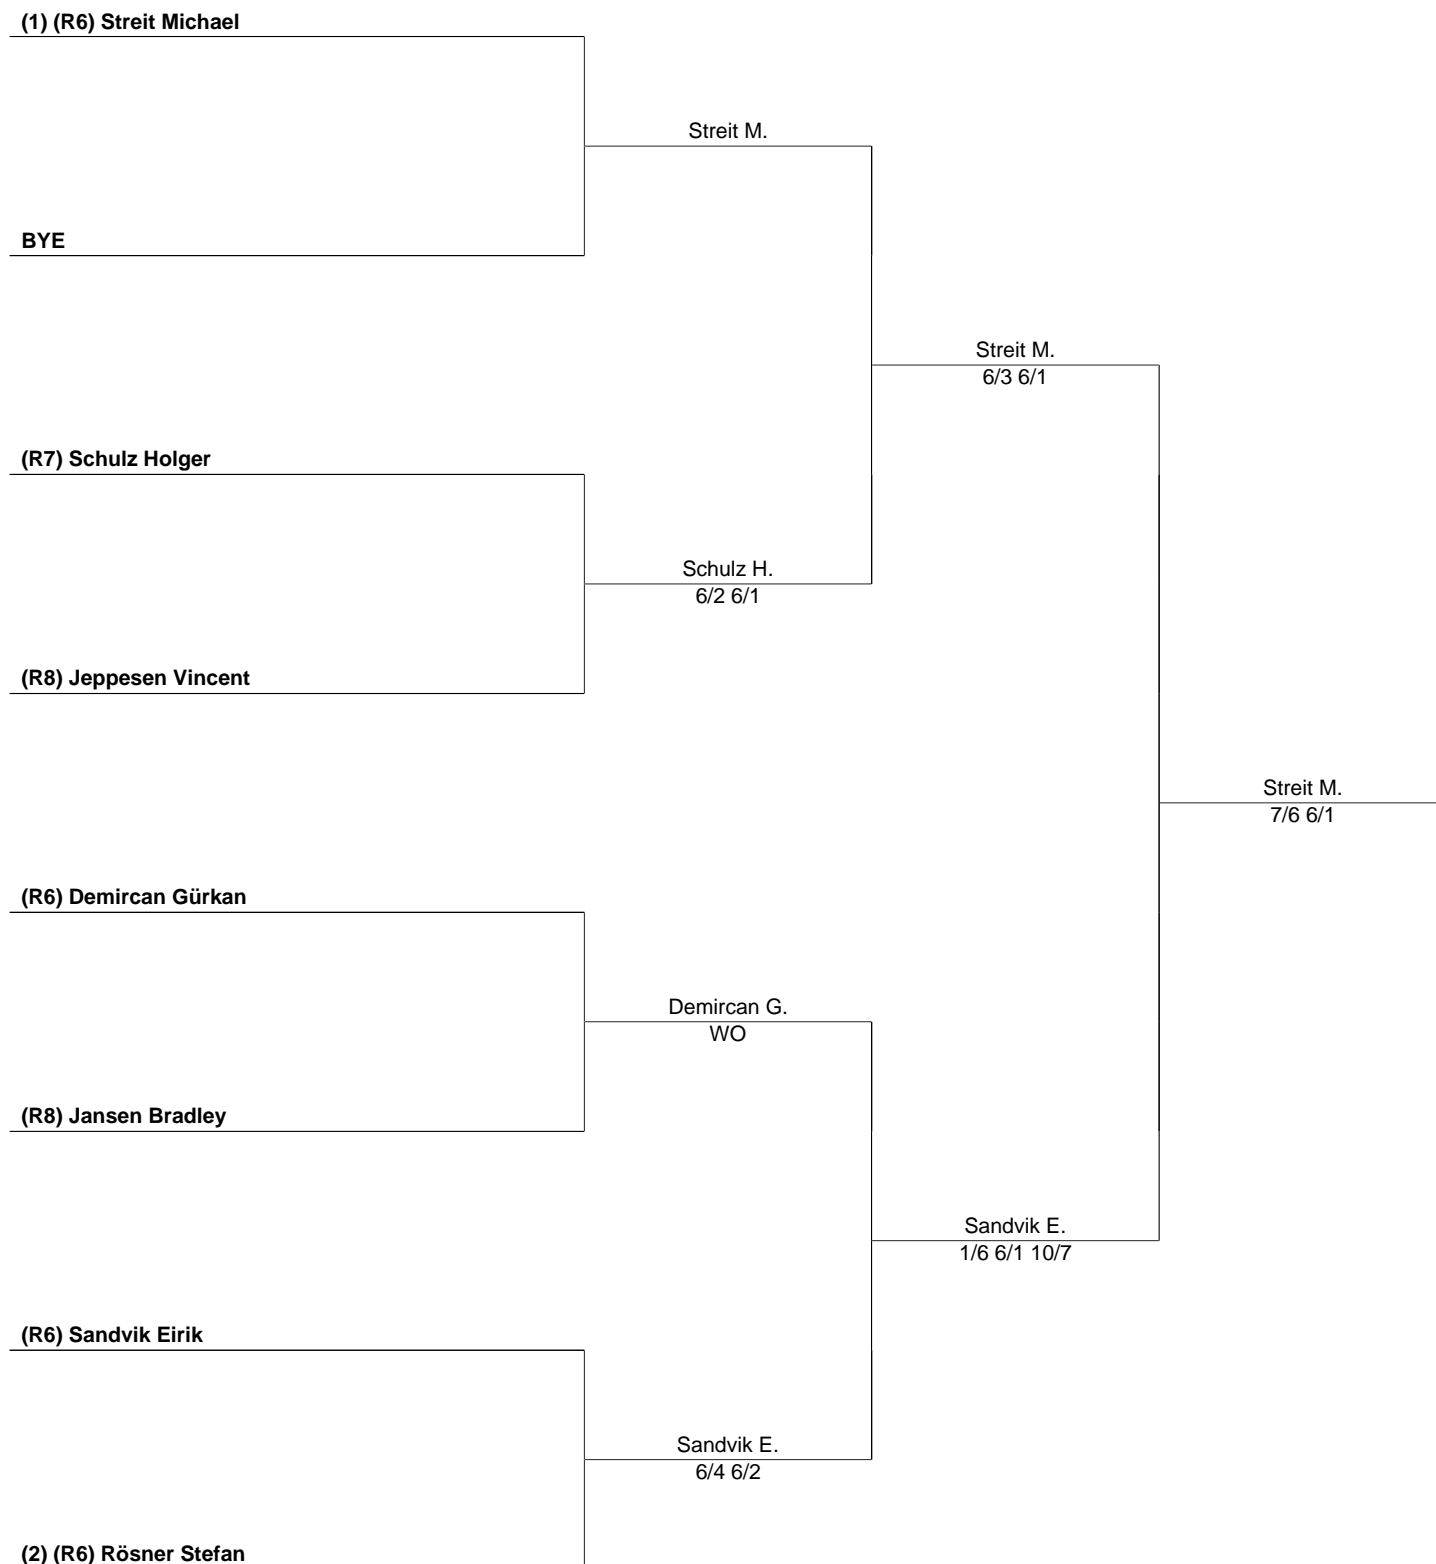 (1) (R6) Streit Michael
Streit M.
BYE
Streit M.
6/3 6/1
(R7) Schulz Holger
Schulz H.
6/2 6/1
(R8) Jeppesen Vincent
Streit M.
7/6 6/1
(R6) Demircan Gürkan
Demircan G.
WO
(R8) Jansen Bradley
Sandvik E.
1/6 6/1 10/7
(R6) Sandvik Eirik
Sandvik E.
6/4 6/2
(2) (R6) Rösner Stefan